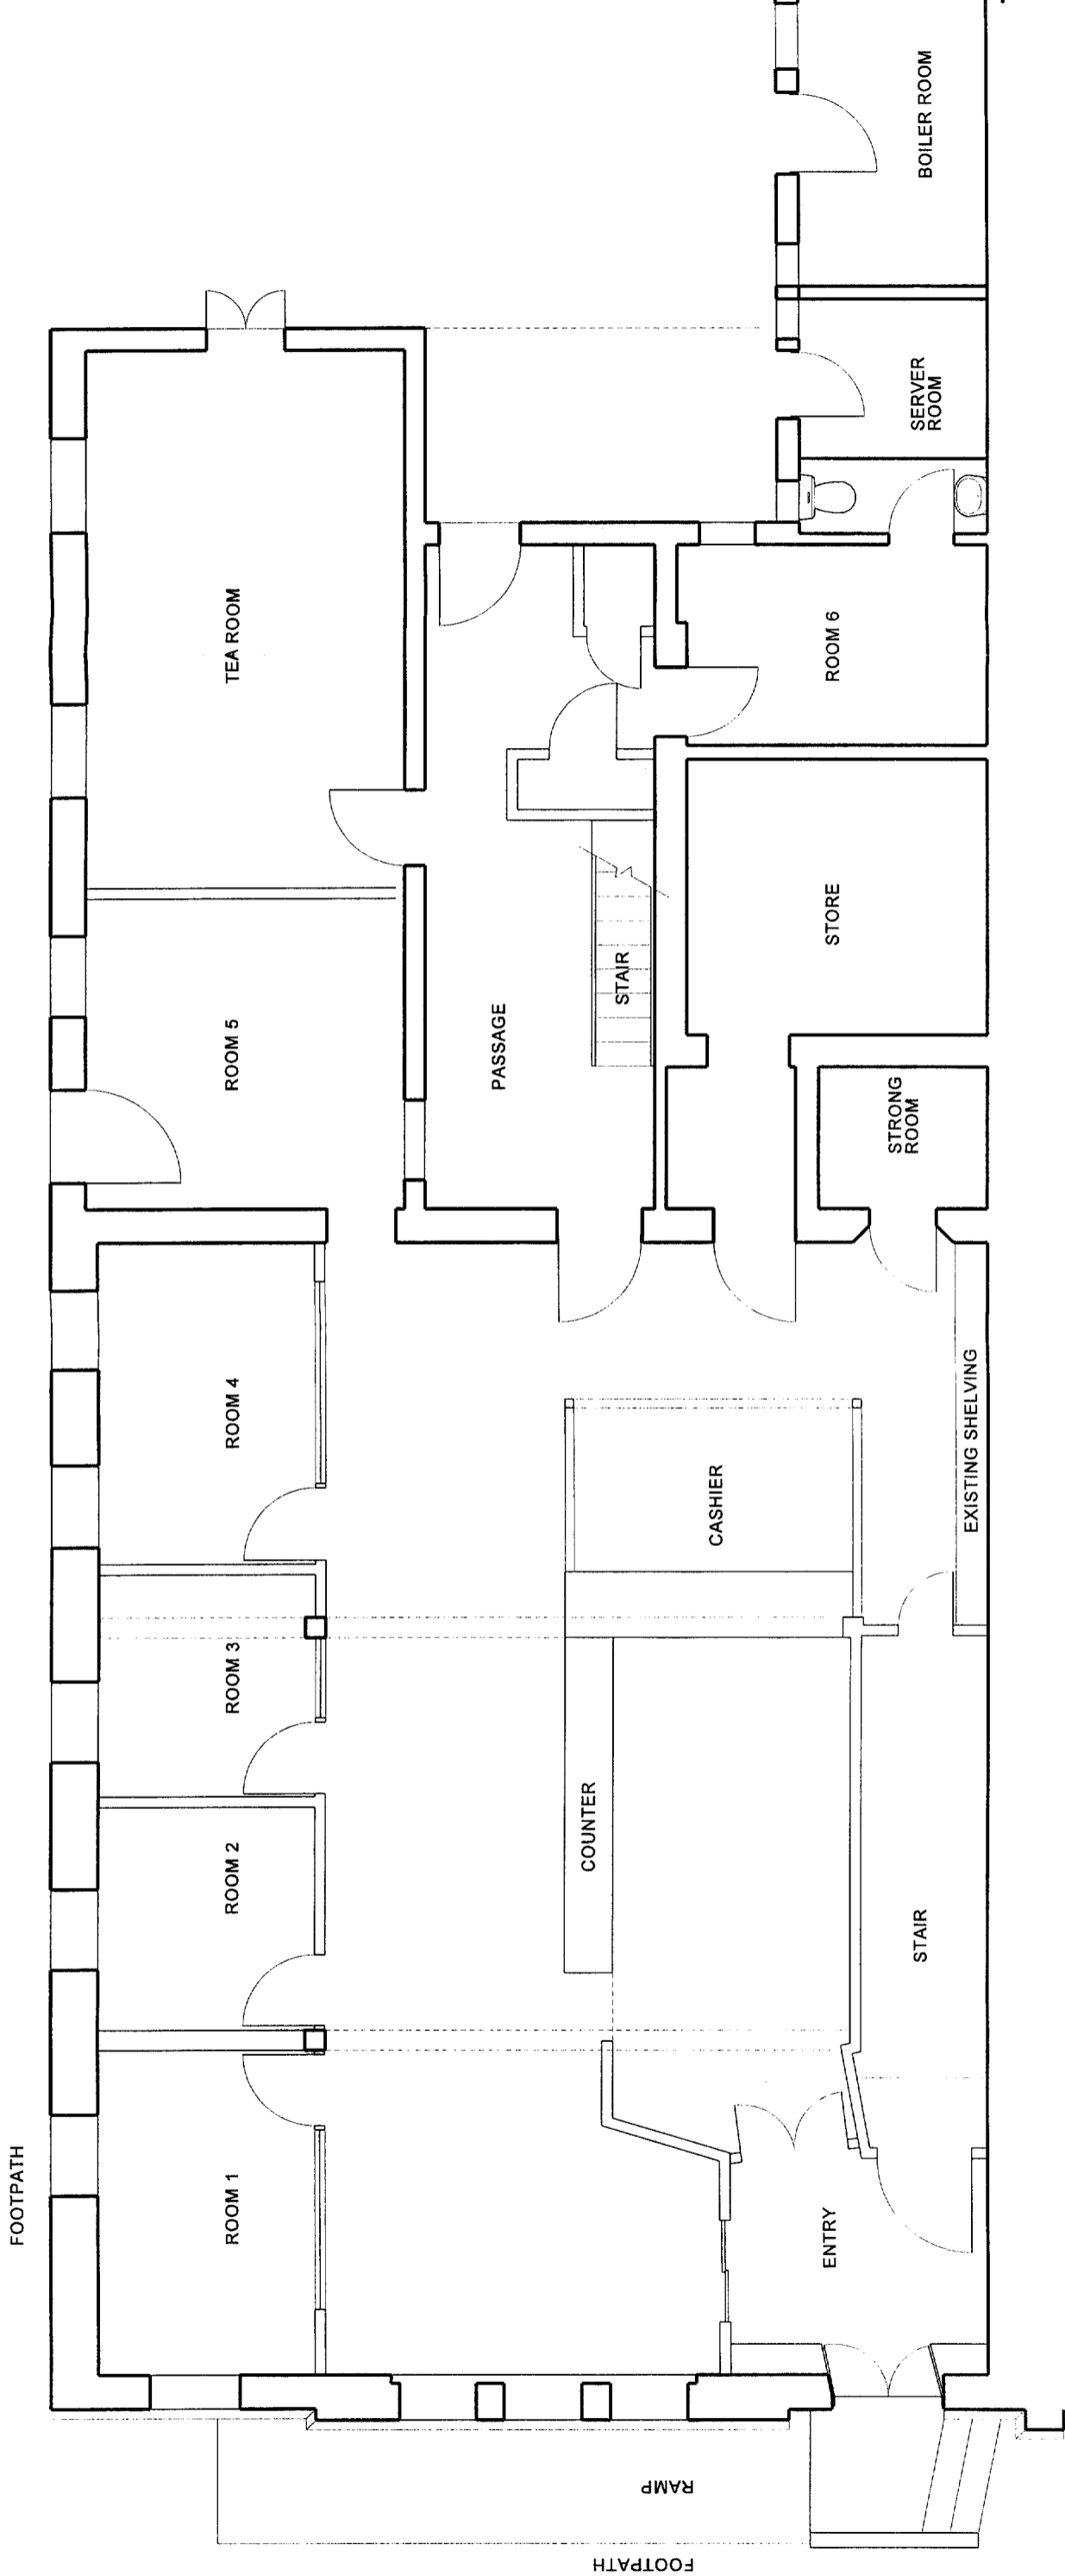 FOOTPATH
ROOM 1
ROOM 2
ROOM 3
ROOM 4
ROOM 5
TEA ROOM
PASSAGE
STAIR
COUNTER
CASHIER
ENTRY
STAIR
EXISTING SHELVING
STRONG
ROOM
STORE
ROOM 6
SERVER
ROOM
BOILER ROOM
RAMP
FOOTPATH